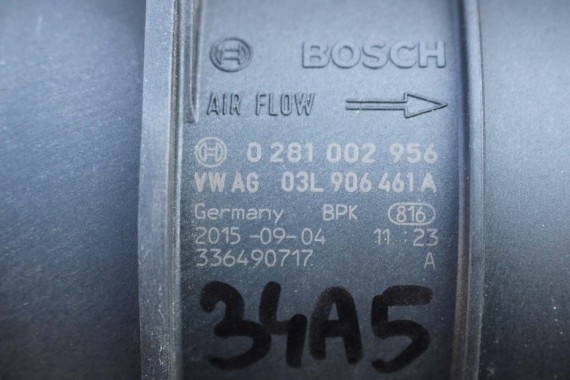 BOSCH
AIR FLOW
0 281 002 956
VW AG 03L 906 461 A
Germany BPK 816
2015-09-04 11:23
336490717 A
34A5